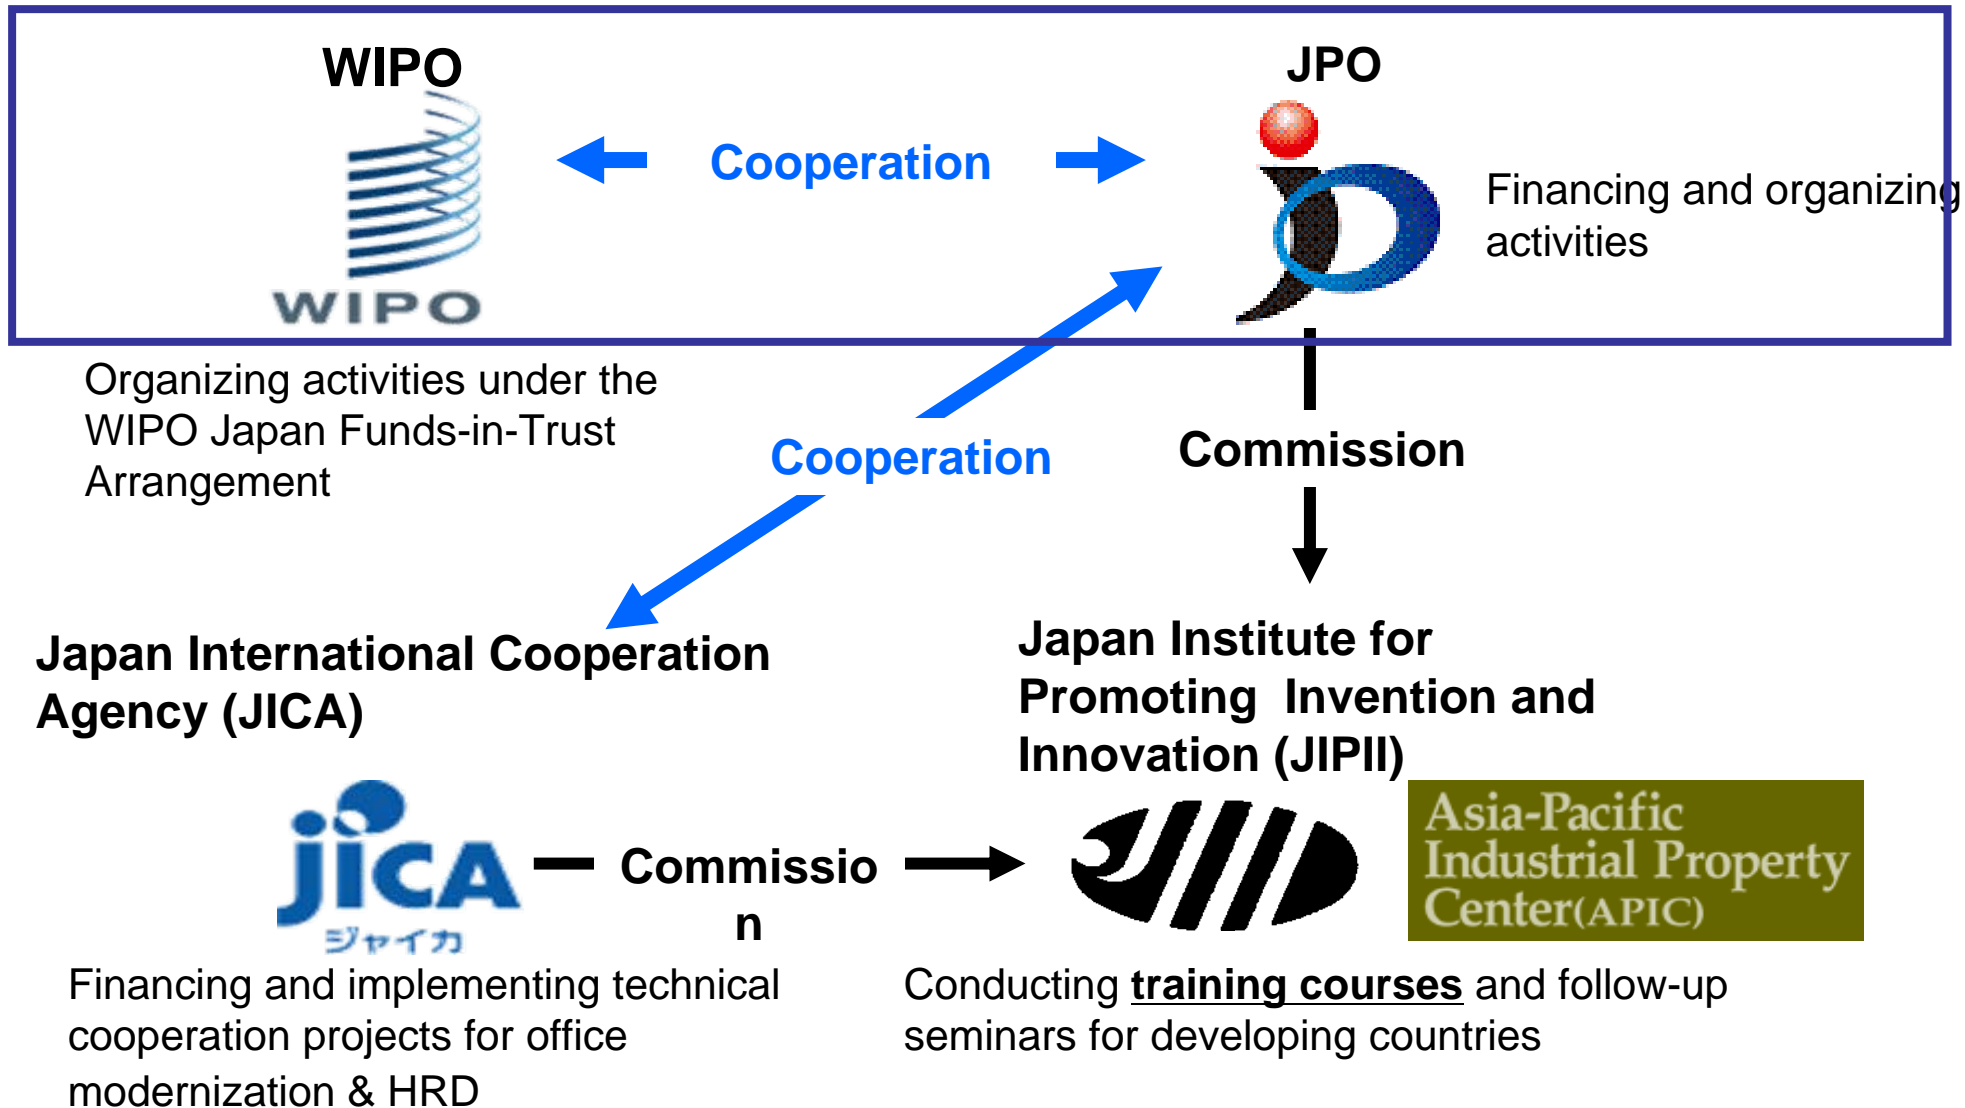 WIPO
JPO
Cooperation
Financing and organizing
activities
WIPO
Organizing activities under the
WIPO Japan Funds-in-Trust
Arrangement
Cooperation
Commission
Japan International Cooperation
Agency (JICA)
Japan Institute for
Promoting  Invention and
Innovation (JIPII)
jICA
ジャイカ
Commissio
n
JIII
Asia-Pacific
Industrial Property
Center(APIC)
Financing and implementing technical
cooperation projects for office
modernization & HRD
Conducting training courses and follow-up
seminars for developing countries